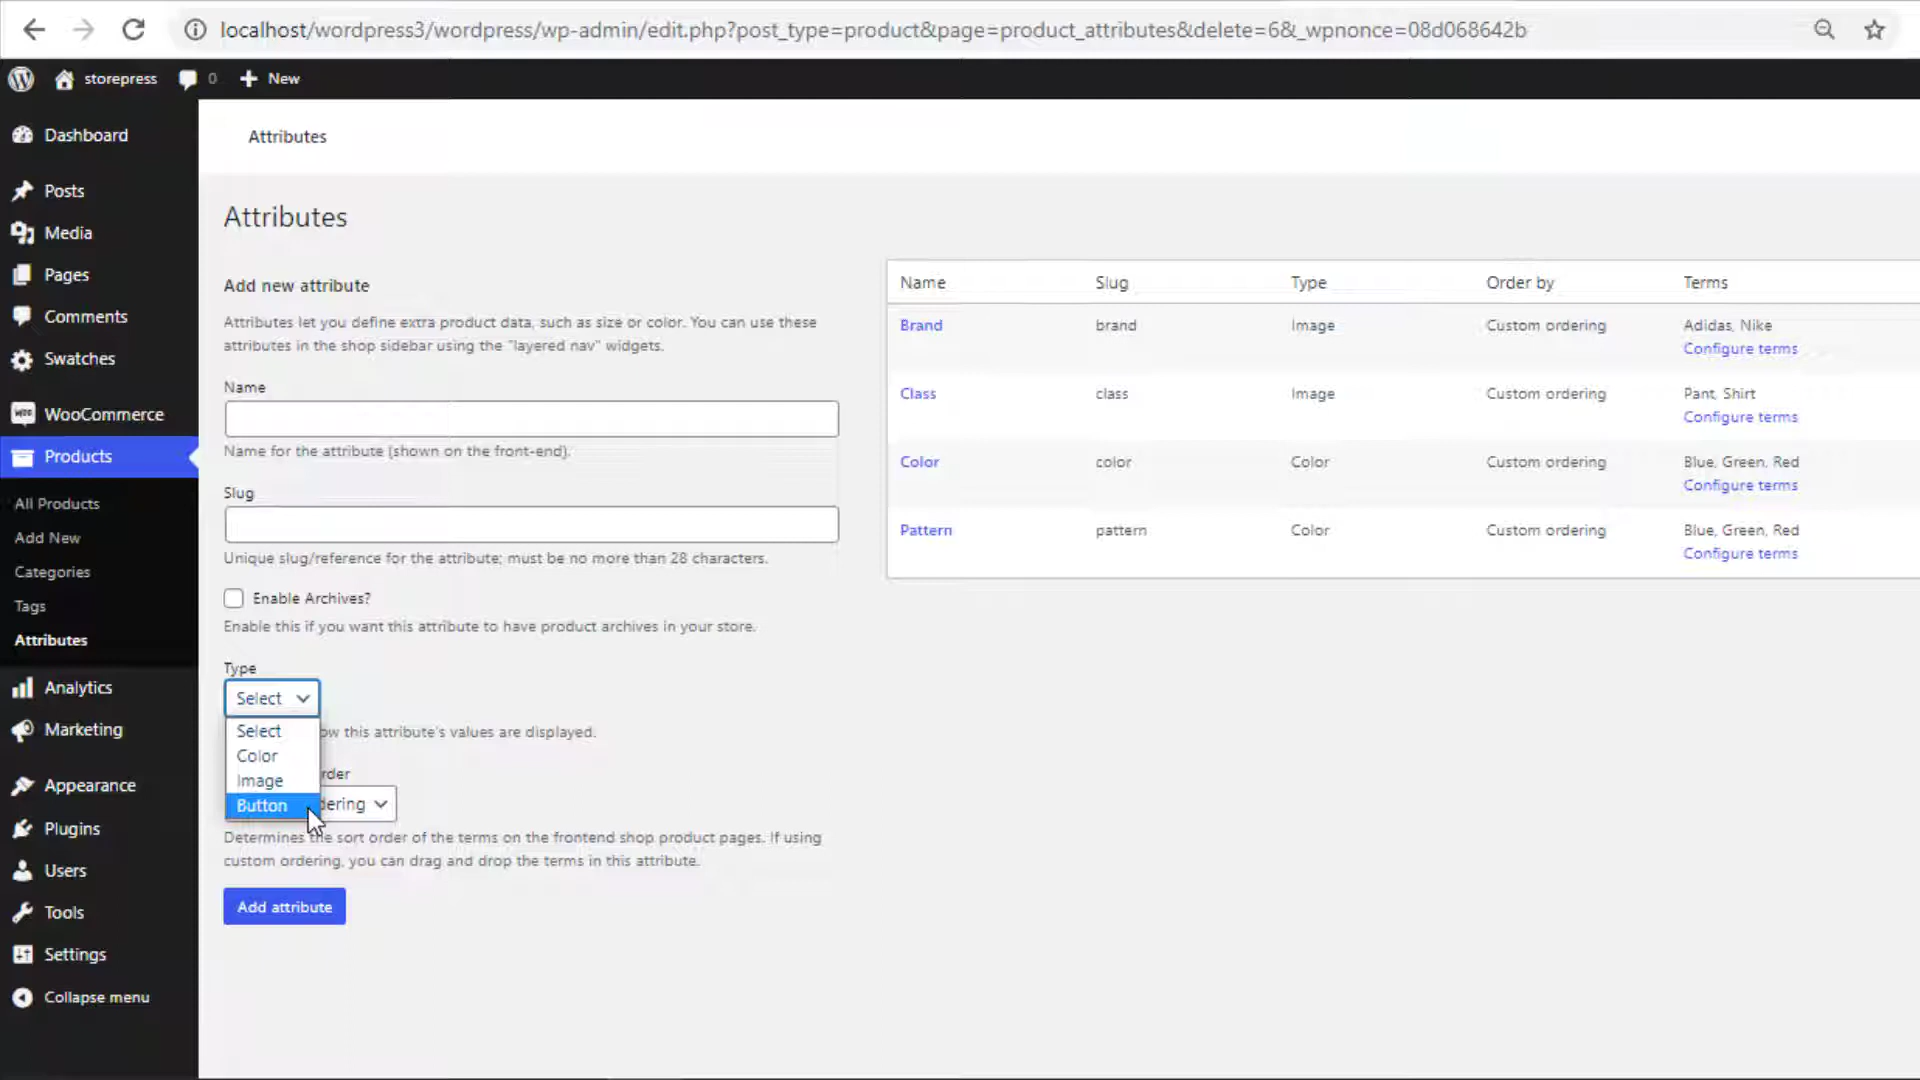 localhost/wordpress3/wordpress/wp-admin/edit.php?post_type=product&page=product_attributes&delete=6&_wpnonce=08d068642b
storepress 0 New
Dashboard
Posts
Media
Pages
Comments
Swatches
WooCommerce
Products
All Products
Add New
Categories
Tags
Attributes
Analytics
Marketing
Appearance
Plugins
Users
Tools
Settings
Collapse menu
Attributes
Attributes
Add new attribute
Attributes let you define extra product data, such as size or color. You can use these
attributes in the shop sidebar using the "layered nav" widgets.
Name
Name for the attribute (shown on the front-end).
Slug
Unique slug/reference for the attribute; must be no more than 28 characters.
Enable Archives?
Enable this if you want this attribute to have product archives in your store.
Type
Select
Select
Color
Image
Button
ow this attribute's values are displayed.
rder
dering
Determines the sort order of the terms on the frontend shop product pages. If using
custom ordering, you can drag and drop the terms in this attribute.
Add attribute
Name Slug Type Order by Terms
Brand brand Image Custom ordering Adidas, Nike
Configure terms
Class class Image Custom ordering Pant, Shirt
Configure terms
Color color Color Custom ordering Blue, Green, Red
Configure terms
Pattern pattern Color Custom ordering Blue, Green, Red
Configure terms